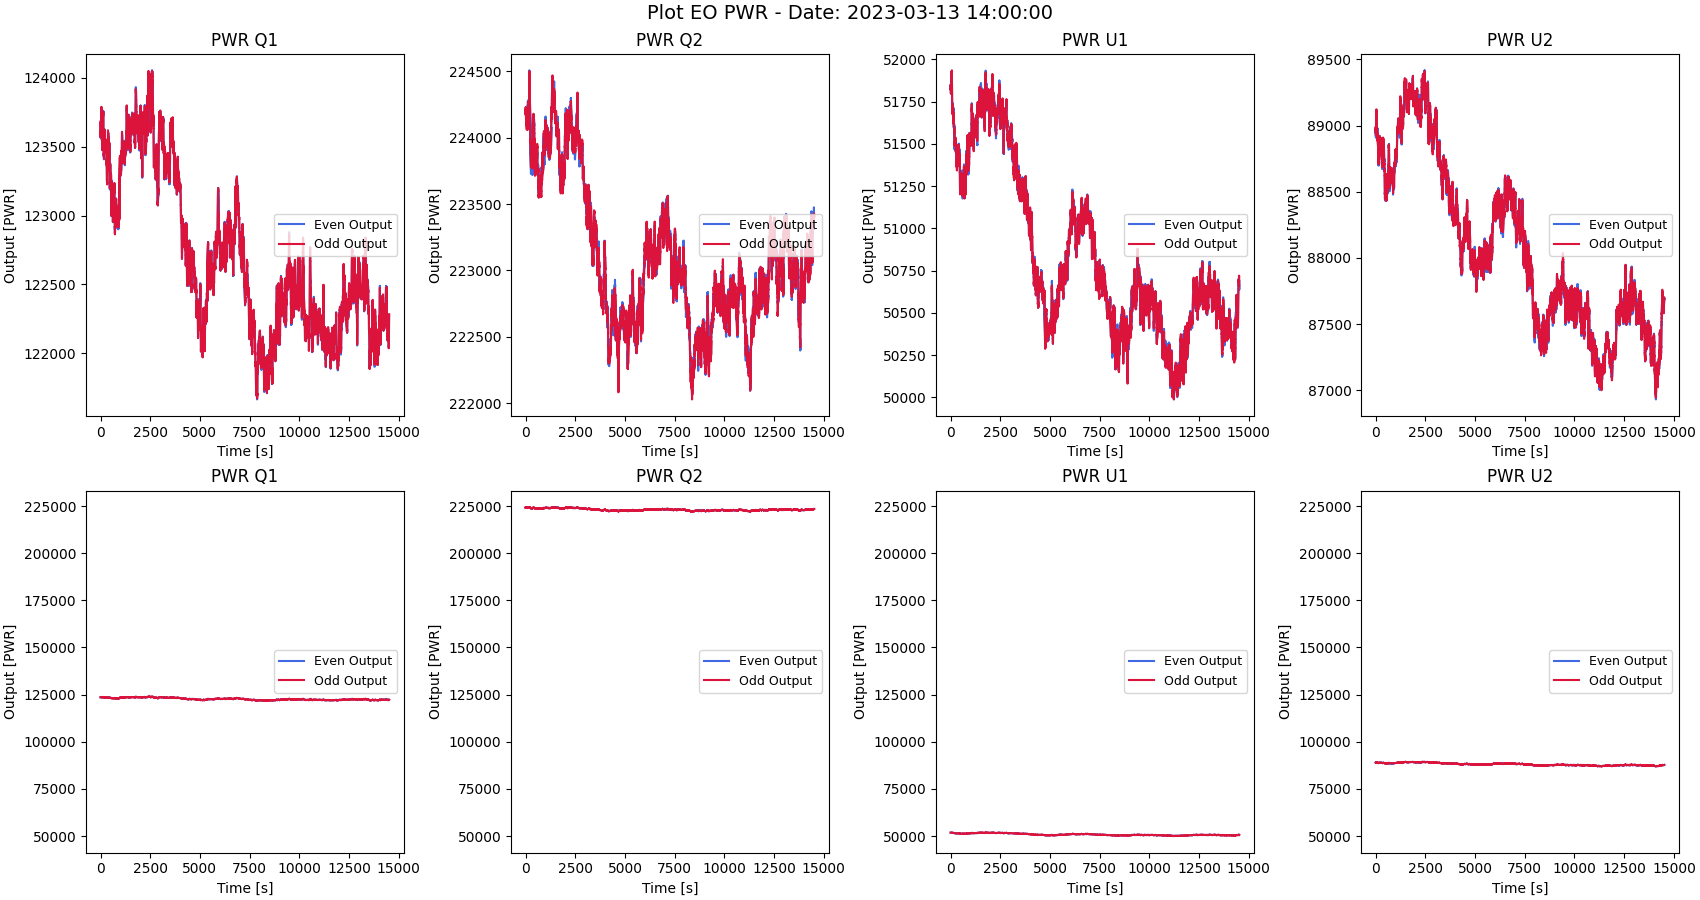 Plot EO PWR - Date: 2023-03-13 14:00:00
PWR Q1
Output [PWR]
124000
123500
123000
122500
122000
Even Output
Odd Output
0 2500 5000 7500 10000 12500 15000
Time [s]
PWR Q2
Output [PWR]
224500
224000
223500
223000
222500
222000
Even Output
Odd Output
0 2500 5000 7500 10000 12500 15000
Time [s]
PWR U1
Output [PWR]
52000
51750
51500
51250
51000
50750
50500
50250
50000
Even Output
Odd Output
0 2500 5000 7500 10000 12500 15000
Time [s]
PWR U2
Output [PWR]
89500
89000
88500
88000
87500
87000
Even Output
Odd Output
0 2500 5000 7500 10000 12500 15000
Time [s]
PWR Q1
Output [PWR]
225000
200000
175000
150000
125000
100000
75000
50000
Even Output
Odd Output
0 2500 5000 7500 10000 12500 15000
Time [s]
PWR Q2
Output [PWR]
225000
200000
175000
150000
125000
100000
75000
50000
Even Output
Odd Output
0 2500 5000 7500 10000 12500 15000
Time [s]
PWR U1
Output [PWR]
225000
200000
175000
150000
125000
100000
75000
50000
Even Output
Odd Output
0 2500 5000 7500 10000 12500 15000
Time [s]
PWR U2
Output [PWR]
225000
200000
175000
150000
125000
100000
75000
50000
Even Output
Odd Output
0 2500 5000 7500 10000 12500 15000
Time [s]